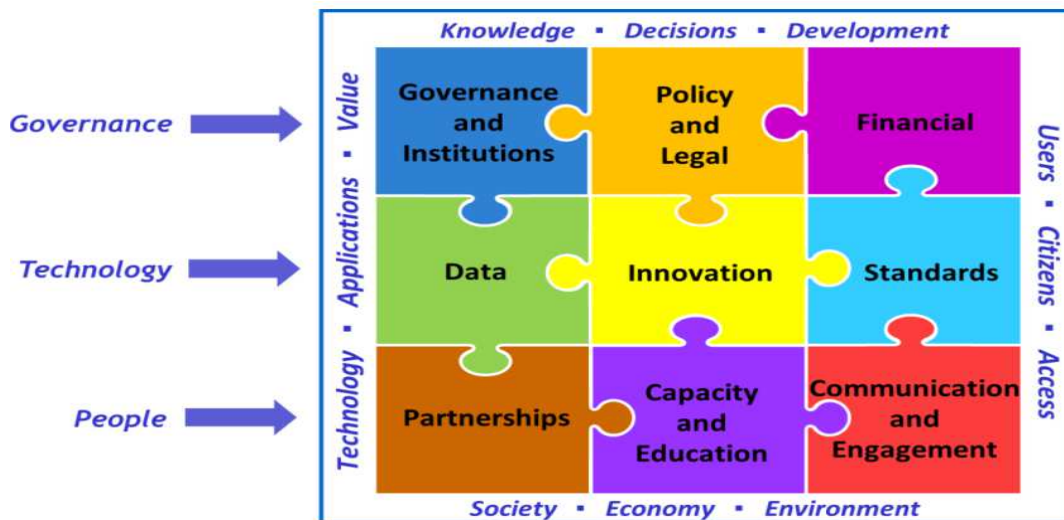 Knowledge ▪ Decisions ▪ Development
Governance
Technology ▪ Applications ▪ Value
Governance
and
Institutions
Policy
and
Legal
Financial
Users ▪ Citizens ▪ Access
Technology
Data
Innovation
Standards
People
Partnerships
Capacity
and
Education
Communication
and
Engagement
Society ▪ Economy ▪ Environment